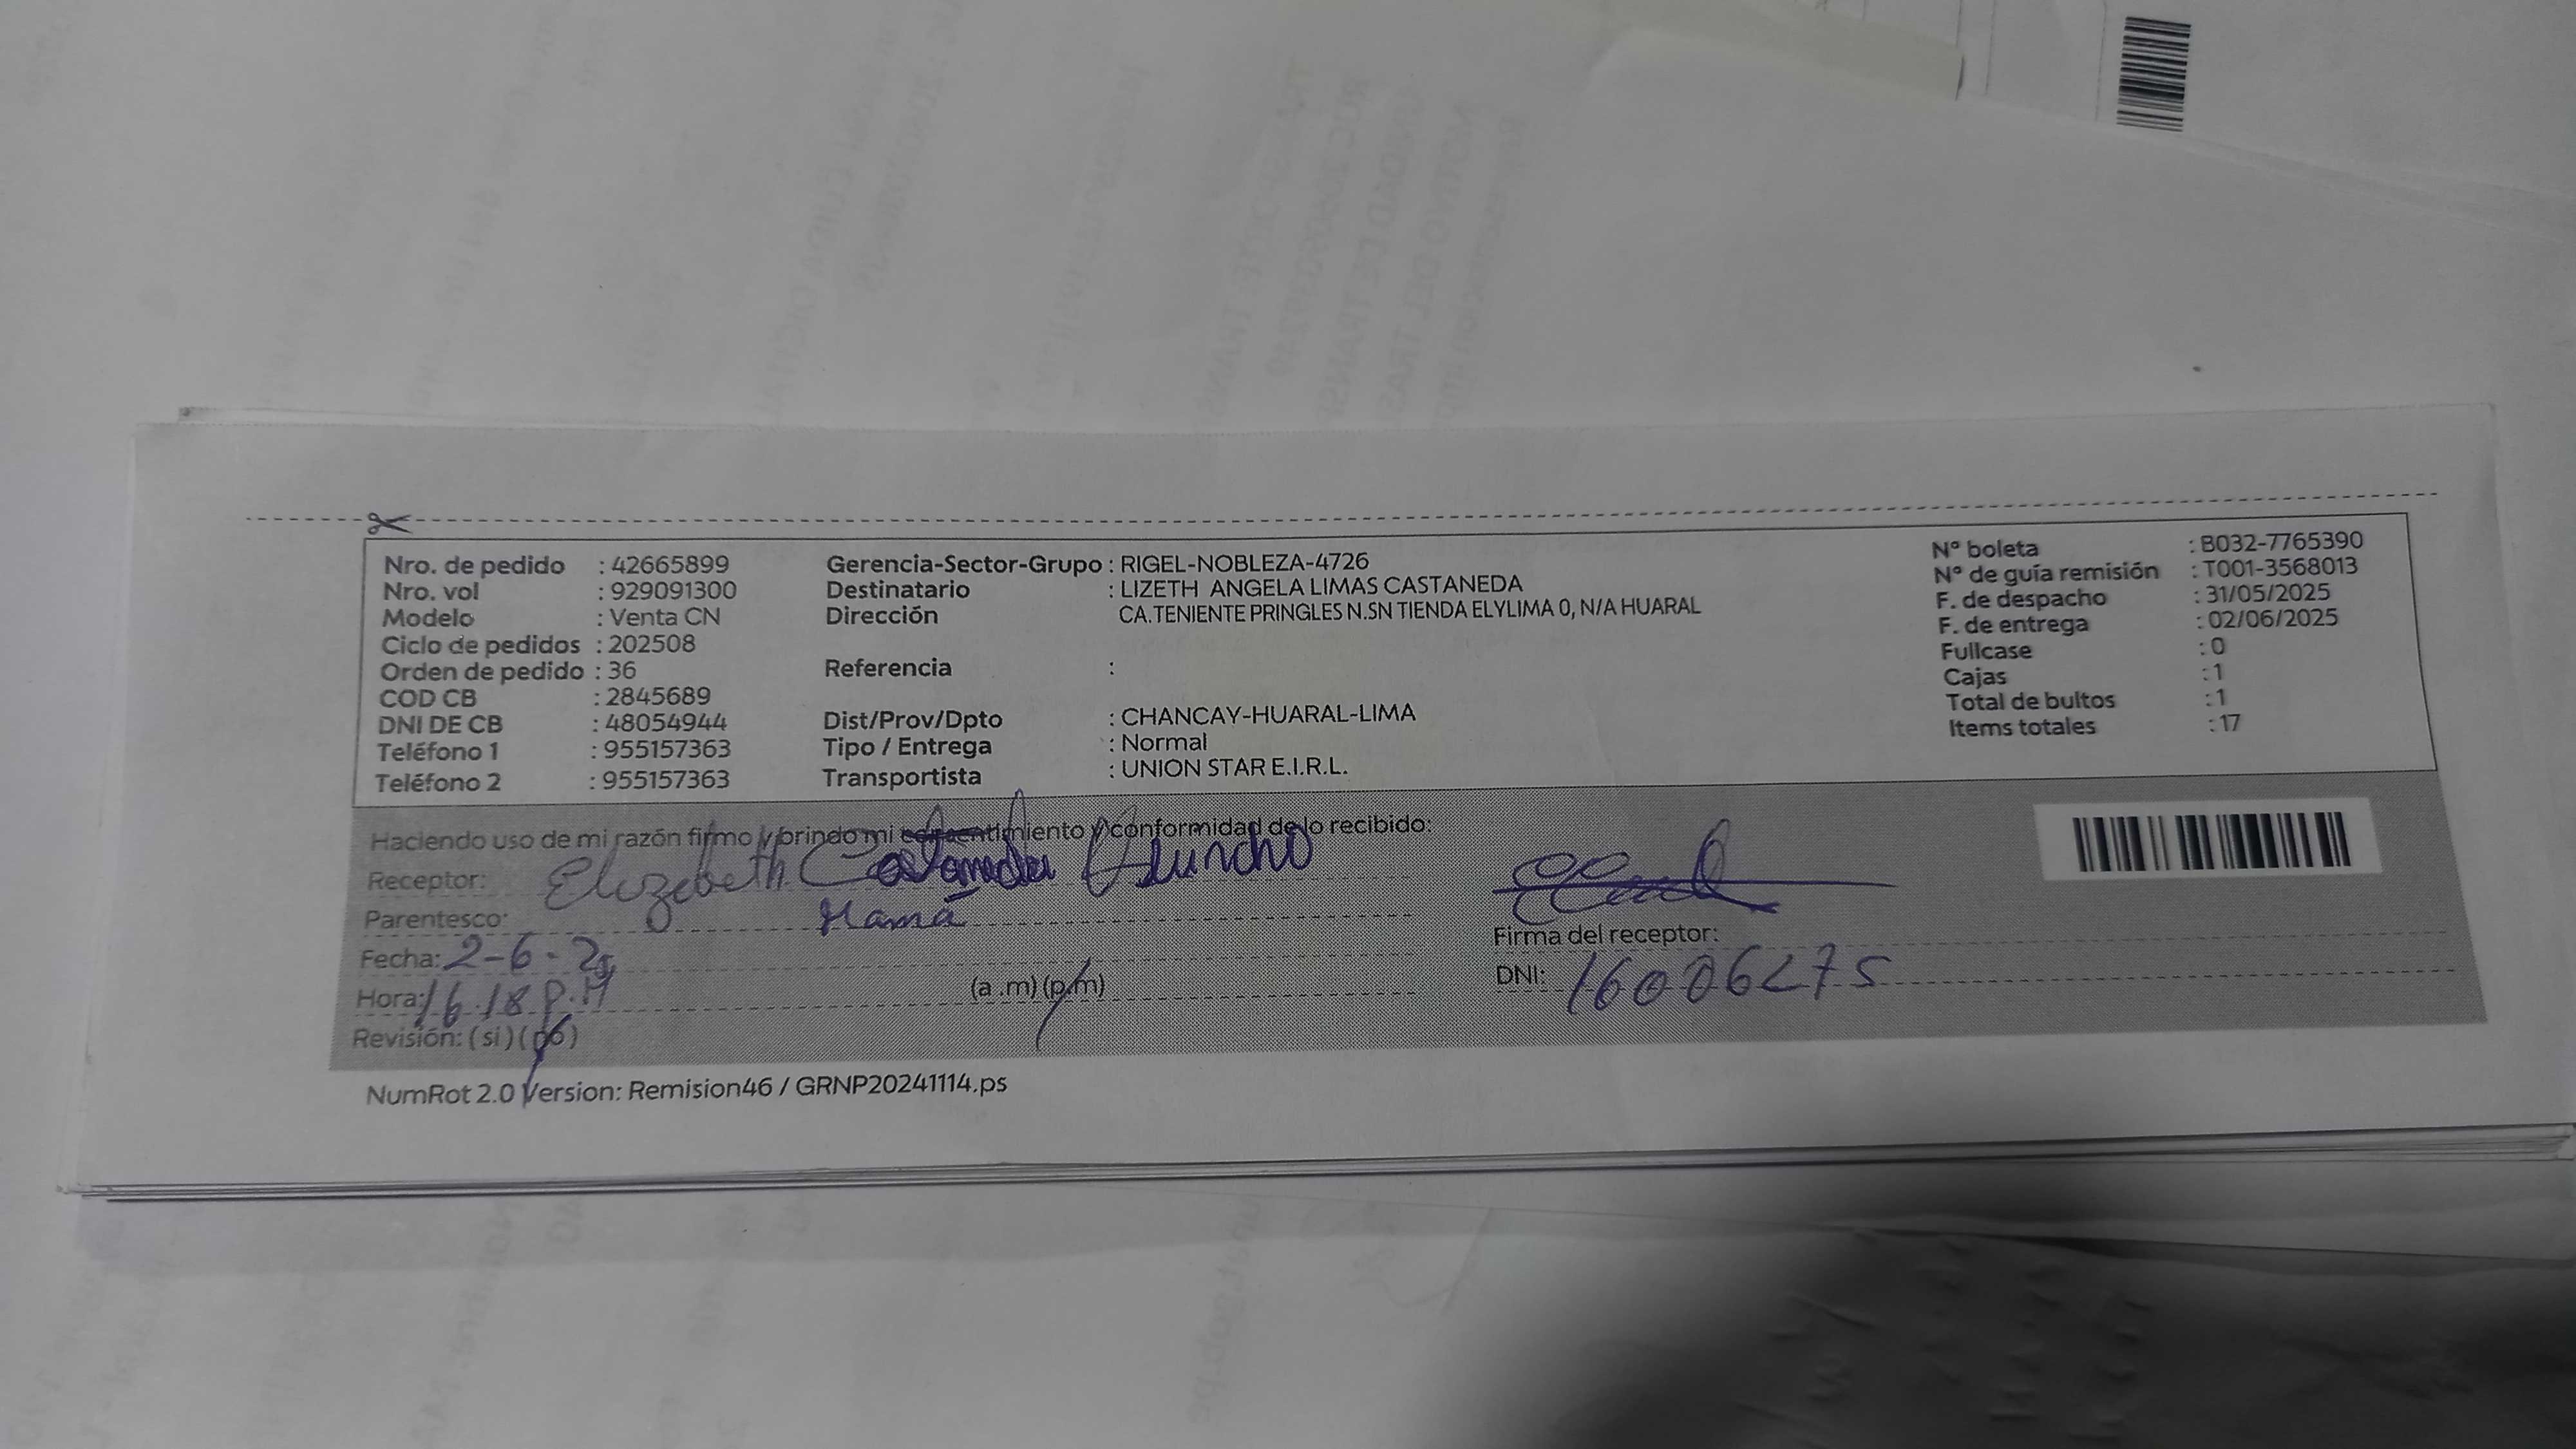 Nro. de pedido : 42665899
Nro. vol : 929091300
Modelo : Venta CN
Ciclo de pedidos : 202508
Orden de pedido : 36
COD CB : 2845689
DNI DE CB : 48054944
Teléfono 1 : 955157363
Teléfono 2 : 955157363
Gerencia-Sector-Grupo : RIGEL-NOBLEZA-4726
Destinatario : LIZETH ANGELA LIMAS CASTANEDA
Dirección CA.TENIENTE PRINGLES N.SN TIENDA ELYLIMA 0, N/A HUARAL
Referencia :
Dist/Prov/Dpto : CHANCAY-HUARAL-LIMA
Tipo / Entrega : Normal
Transportista : UNION STAR E.I.R.L.
N° boleta : B032-7765390
N° de guía remisión : T001-3568013
F. de despacho : 31/05/2025
F. de entrega : 02/06/2025
Fullcase : 0
Cajas : 1
Total de bultos : 1
Items totales : 17
Haciendo uso de mi razón firmo y brindo mi consentimiento y conformidad de lo recibido:
Receptor: Elizabeth Castañeda
Parentesco: Mamá
Fecha: 2-6-25
Hora: 16.18 P.M (a.m) (p.m)
Revisión: (si) (no)
Firma del receptor:
DNI: 16006275
NumRot 2.0 Version: Remision46 / GRNP20241114.ps